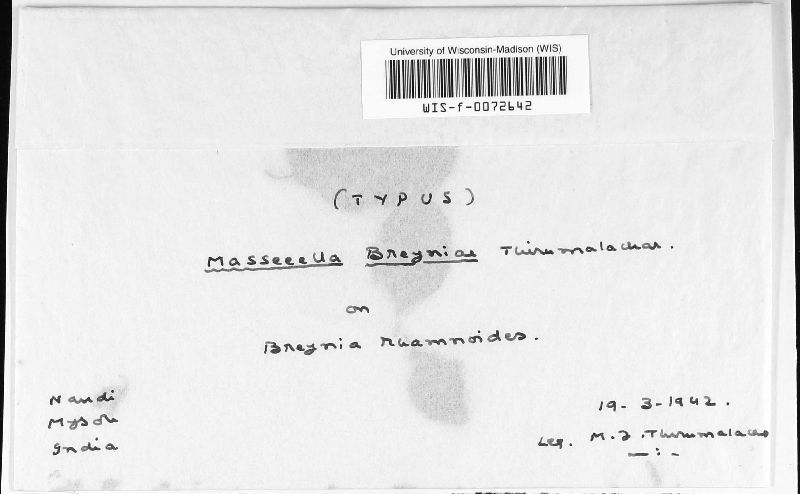 University of Wisconsin-Madison (WIS)
WIS-f-0072642
(TYPUS)
Masseeella Breyniae Thirumalachar.
on
Breynia rhamnoides.
Nandi
Mysore
India
19-3-1942.
Leg. M.J. Thirumalachar